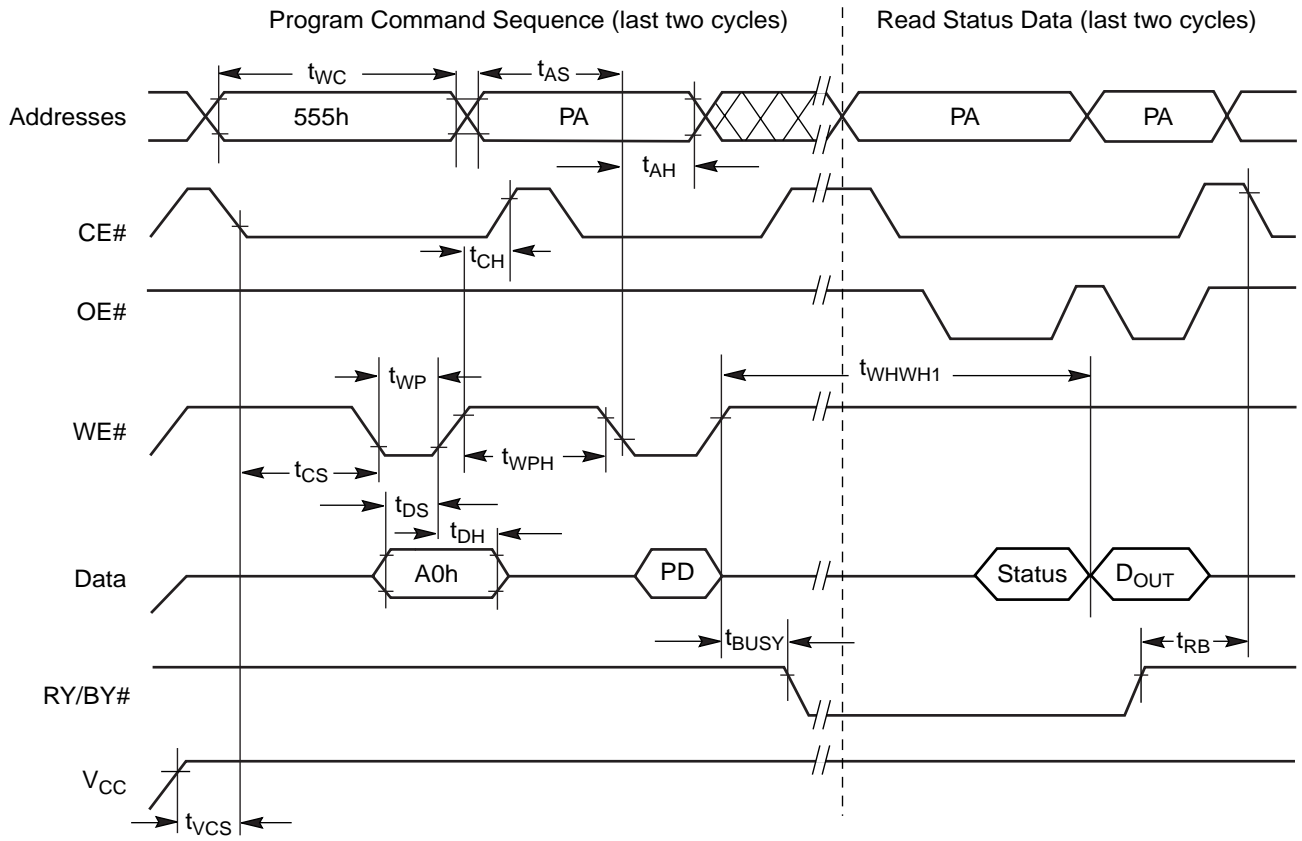 Program Command Sequence (last two cycles)
Read Status Data (last two cycles)
tWC
tAS
Addresses
555h
PA
PA
PA
tAH
CE#
tCH
OE#
tWP
tWHWH1
WE#
tCS
tWPH
tDS
tDH
Data
A0h
PD
Status
DOUT
tBUSY
tRB
RY/BY#
VCC
tVCS